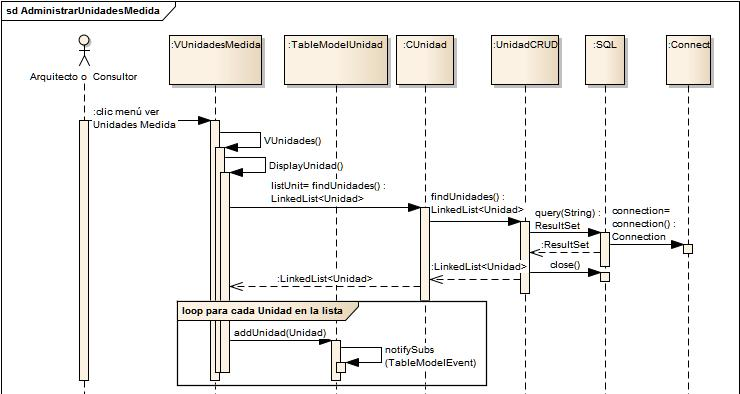 sd AdministrarUnidadesMedida
Arquitecto o Consultor
:VUnidadesMedida
:TableModelUnidad
:CUnidad
:UnidadCRUD
:SQL
:Connect
:clic menú ver
Unidades Medida
VUnidades()
DisplayUnidad()
listUnit= findUnidades() :
LinkedList<Unidad>
findUnidades() :
LinkedList<Unidad>
query(String) :
ResultSet
connection=
connection() :
Connection
:ResultSet
:LinkedList<Unidad>
close()
:LinkedList<Unidad>
loop para cada Unidad en la lista
addUnidad(Unidad)
notifySubs
(TableModelEvent)